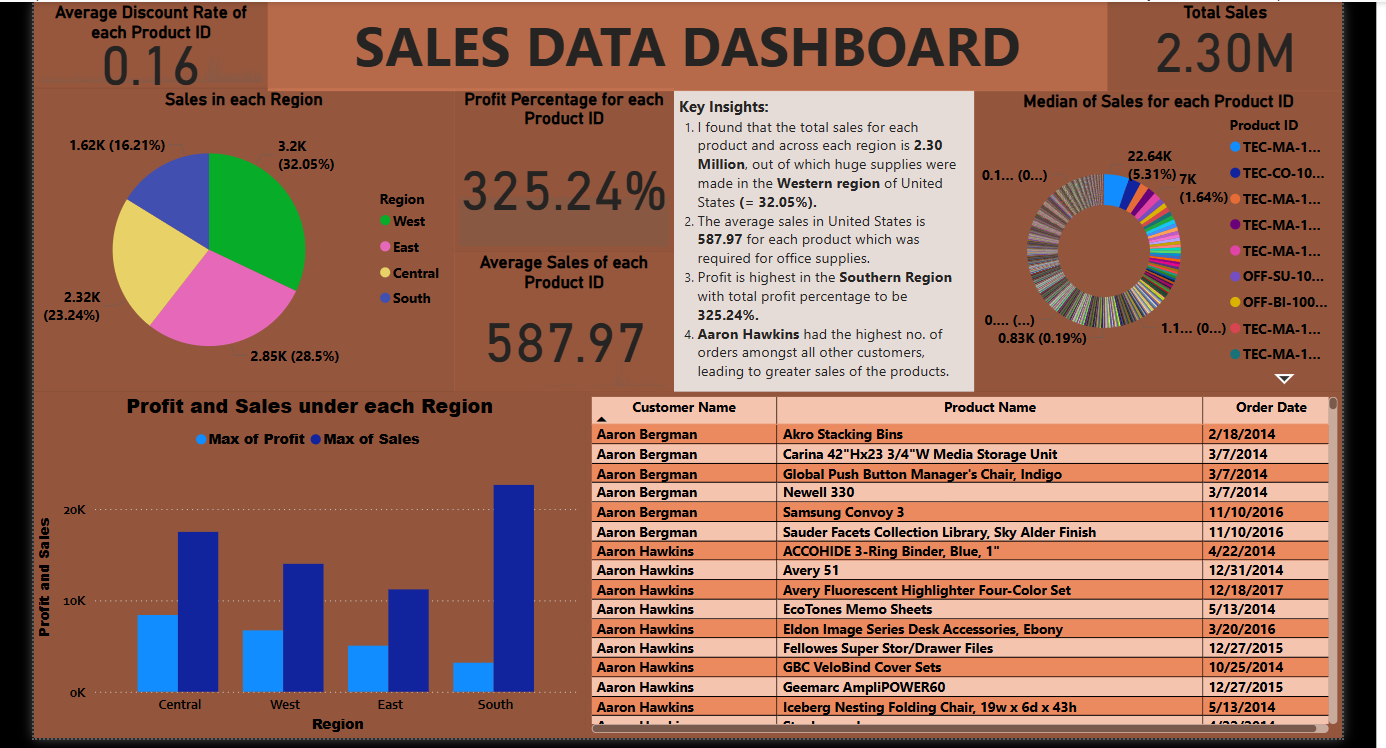 Average Discount Rate of
each Product ID
0.16
SALES DATA DASHBOARD
Total Sales
2.30M
Sales in each Region
1.62K (16.21%)
3.2K
(32.05%)
2.32K
(23.24%)
2.85K (28.5%)
Region
West
East
Central
South
Profit Percentage for each
Product ID
325.24%
Average Sales of each
Product ID
587.97
Key Insights:
1. I found that the total sales for each
product and across each region is 2.30
Million, out of which huge supplies were
made in the Western region of United
States (= 32.05%).
2. The average sales in United States is
587.97 for each product which was
required for office supplies.
3. Profit is highest in the Southern Region
with total profit percentage to be
325.24%.
4. Aaron Hawkins had the highest no. of
orders amongst all other customers,
leading to greater sales of the products.
Median of Sales for each Product ID
22.64K
(5.31%)
7K
(1.64%)
0.1... (0...)
0.... (...)
0.83K (0.19%)
1.1... (0...)
Product ID
TEC-MA-1...
TEC-CO-10...
TEC-MA-1...
TEC-MA-1...
TEC-MA-1...
OFF-SU-10...
OFF-BI-100...
TEC-MA-1...
TEC-MA-1...
Profit and Sales under each Region
Max of Profit Max of Sales
Profit and Sales
20K
10K
0K
Central West East South
Region
Customer Name Product Name Order Date
Aaron Bergman Akro Stacking Bins 2/18/2014
Aaron Bergman Carina 42"Hx23 3/4"W Media Storage Unit 3/7/2014
Aaron Bergman Global Push Button Manager's Chair, Indigo 3/7/2014
Aaron Bergman Newell 330 3/7/2014
Aaron Bergman Samsung Convoy 3 11/10/2016
Aaron Bergman Sauder Facets Collection Library, Sky Alder Finish 11/10/2016
Aaron Hawkins ACCOHIDE 3-Ring Binder, Blue, 1" 4/22/2014
Aaron Hawkins Avery 51 12/31/2014
Aaron Hawkins Avery Fluorescent Highlighter Four-Color Set 12/18/2017
Aaron Hawkins EcoTones Memo Sheets 5/13/2014
Aaron Hawkins Eldon Image Series Desk Accessories, Ebony 3/20/2016
Aaron Hawkins Fellowes Super Stor/Drawer Files 12/27/2015
Aaron Hawkins GBC VeloBind Cover Sets 10/25/2014
Aaron Hawkins Geemarc AmpliPOWER60 12/27/2015
Aaron Hawkins Iceberg Nesting Folding Chair, 19w x 6d x 43h 5/13/2014